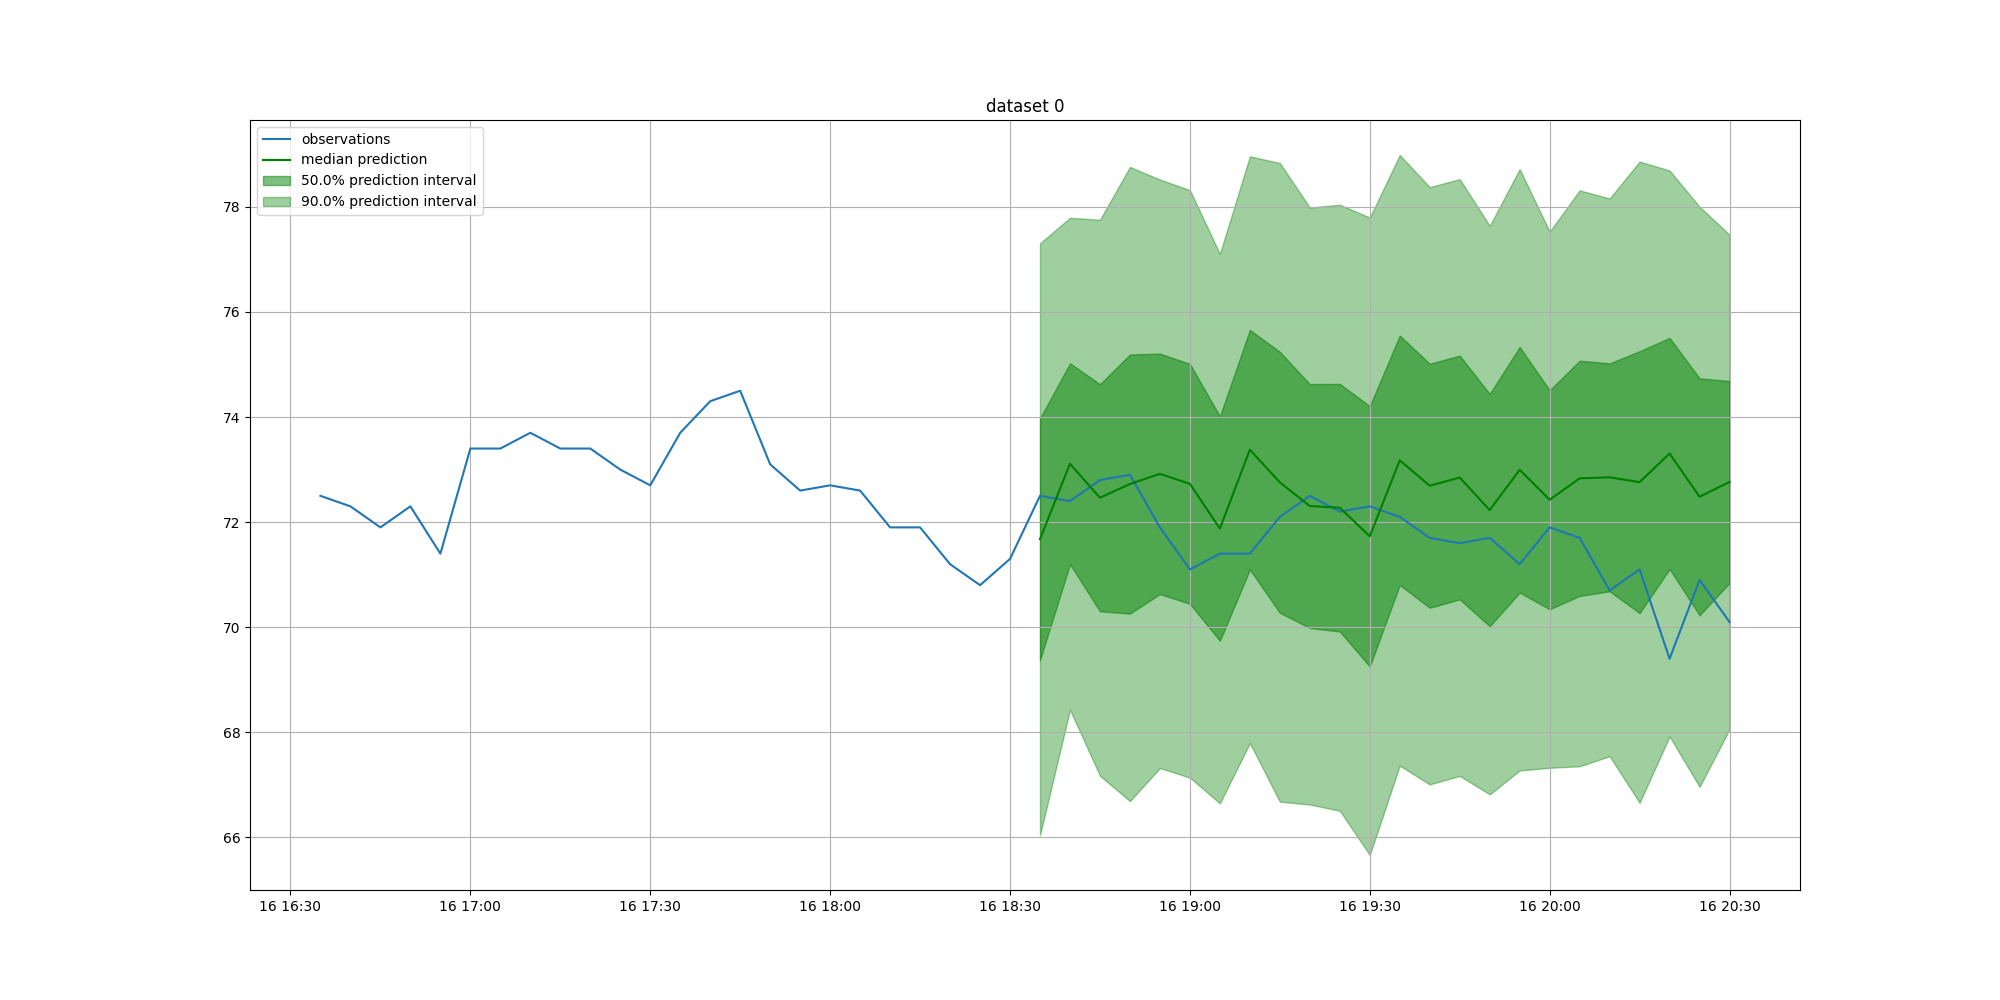 dataset 0
observations
median prediction
50.0% prediction interval
90.0% prediction interval
78
76
74
72
70
68
66
16 16:30 16 17:00 16 17:30 16 18:00 16 18:30 16 19:00 16 19:30 16 20:00 16 20:30